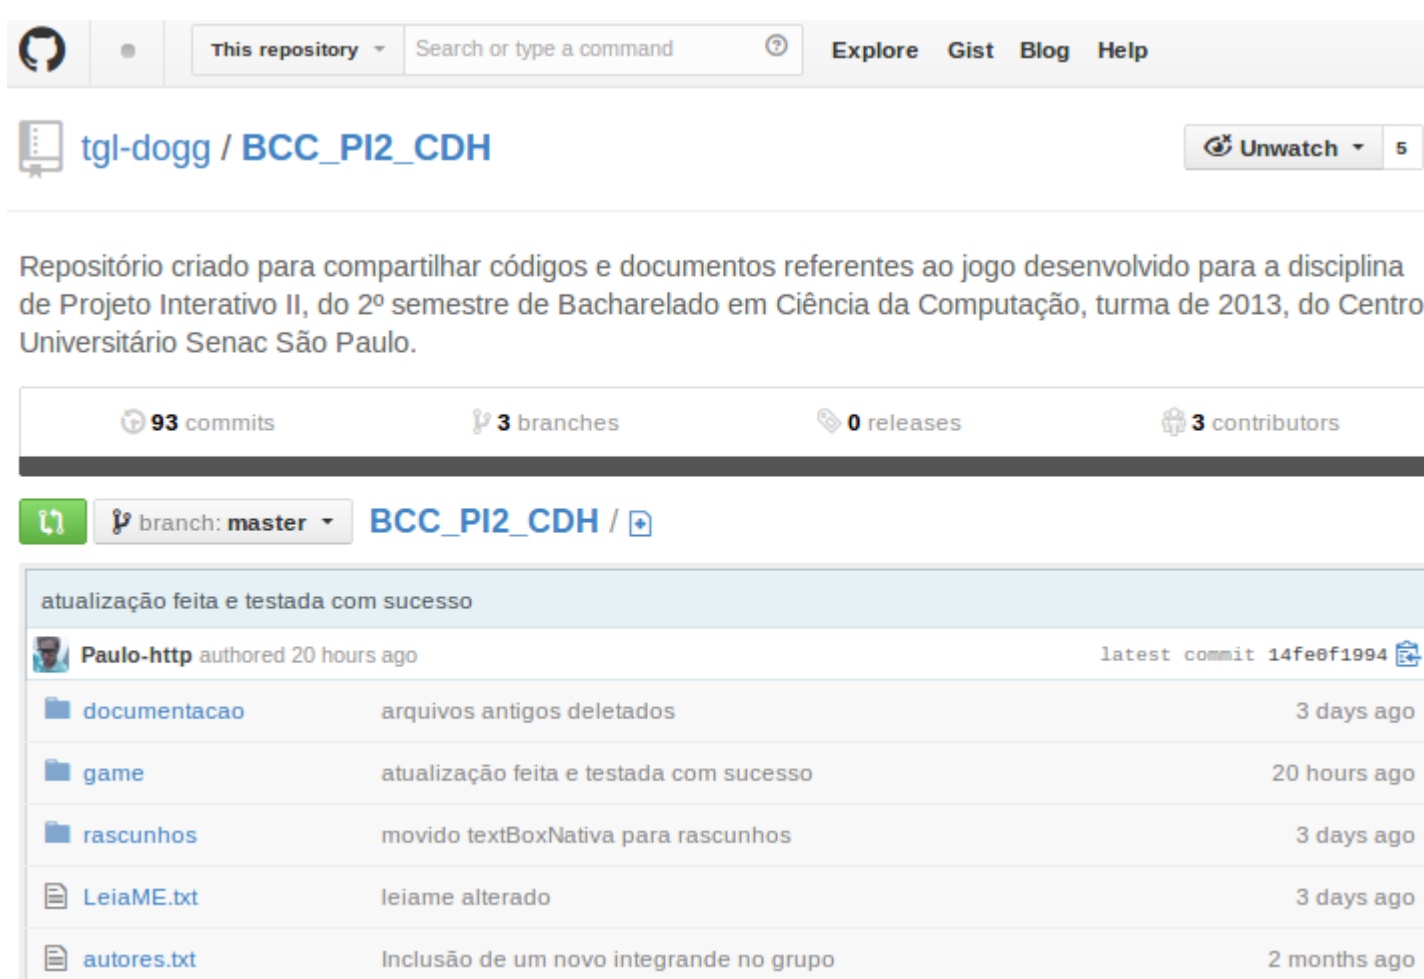 This repository Search or type a command Explore Gist Blog Help
tgl-dogg / BCC_PI2_CDH Unwatch 5
Repositório criado para compartilhar códigos e documentos referentes ao jogo desenvolvido para a disciplina
de Projeto Interativo II, do 2º semestre de Bacharelado em Ciência da Computação, turma de 2013, do Centro
Universitário Senac São Paulo.
93 commits 3 branches 0 releases 3 contributors
branch: master BCC_PI2_CDH /
atualização feita e testada com sucesso
Paulo-http authored 20 hours ago latest commit 14fe0f1994
documentacao arquivos antigos deletados 3 days ago
game atualização feita e testada com sucesso 20 hours ago
rascunhos movido textBoxNativa para rascunhos 3 days ago
LeiaME.txt leiame alterado 3 days ago
autores.txt Inclusão de um novo integrande no grupo 2 months ago